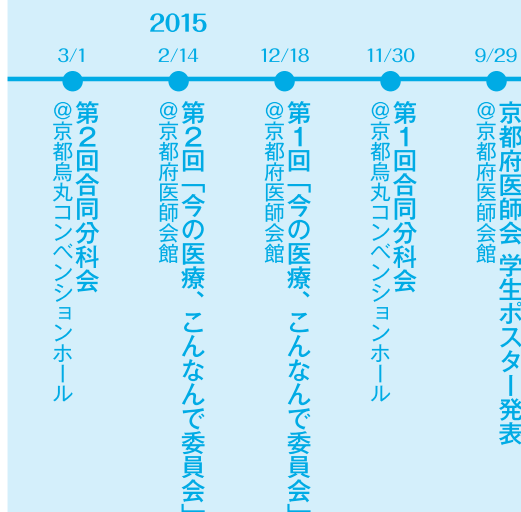 9/29
京都府医師会 学生ポスター発表
@京都府医師会館
11/30
第1回合同分科会
@京都烏丸コンベンションホール
12/18
第1回「今の医療、こんなんで委員会」
@京都府医師会館
2015
2/14
第2回「今の医療、こんなんで委員会」
@京都府医師会館
3/1
第2回合同分科会
@京都烏丸コンベンションホール